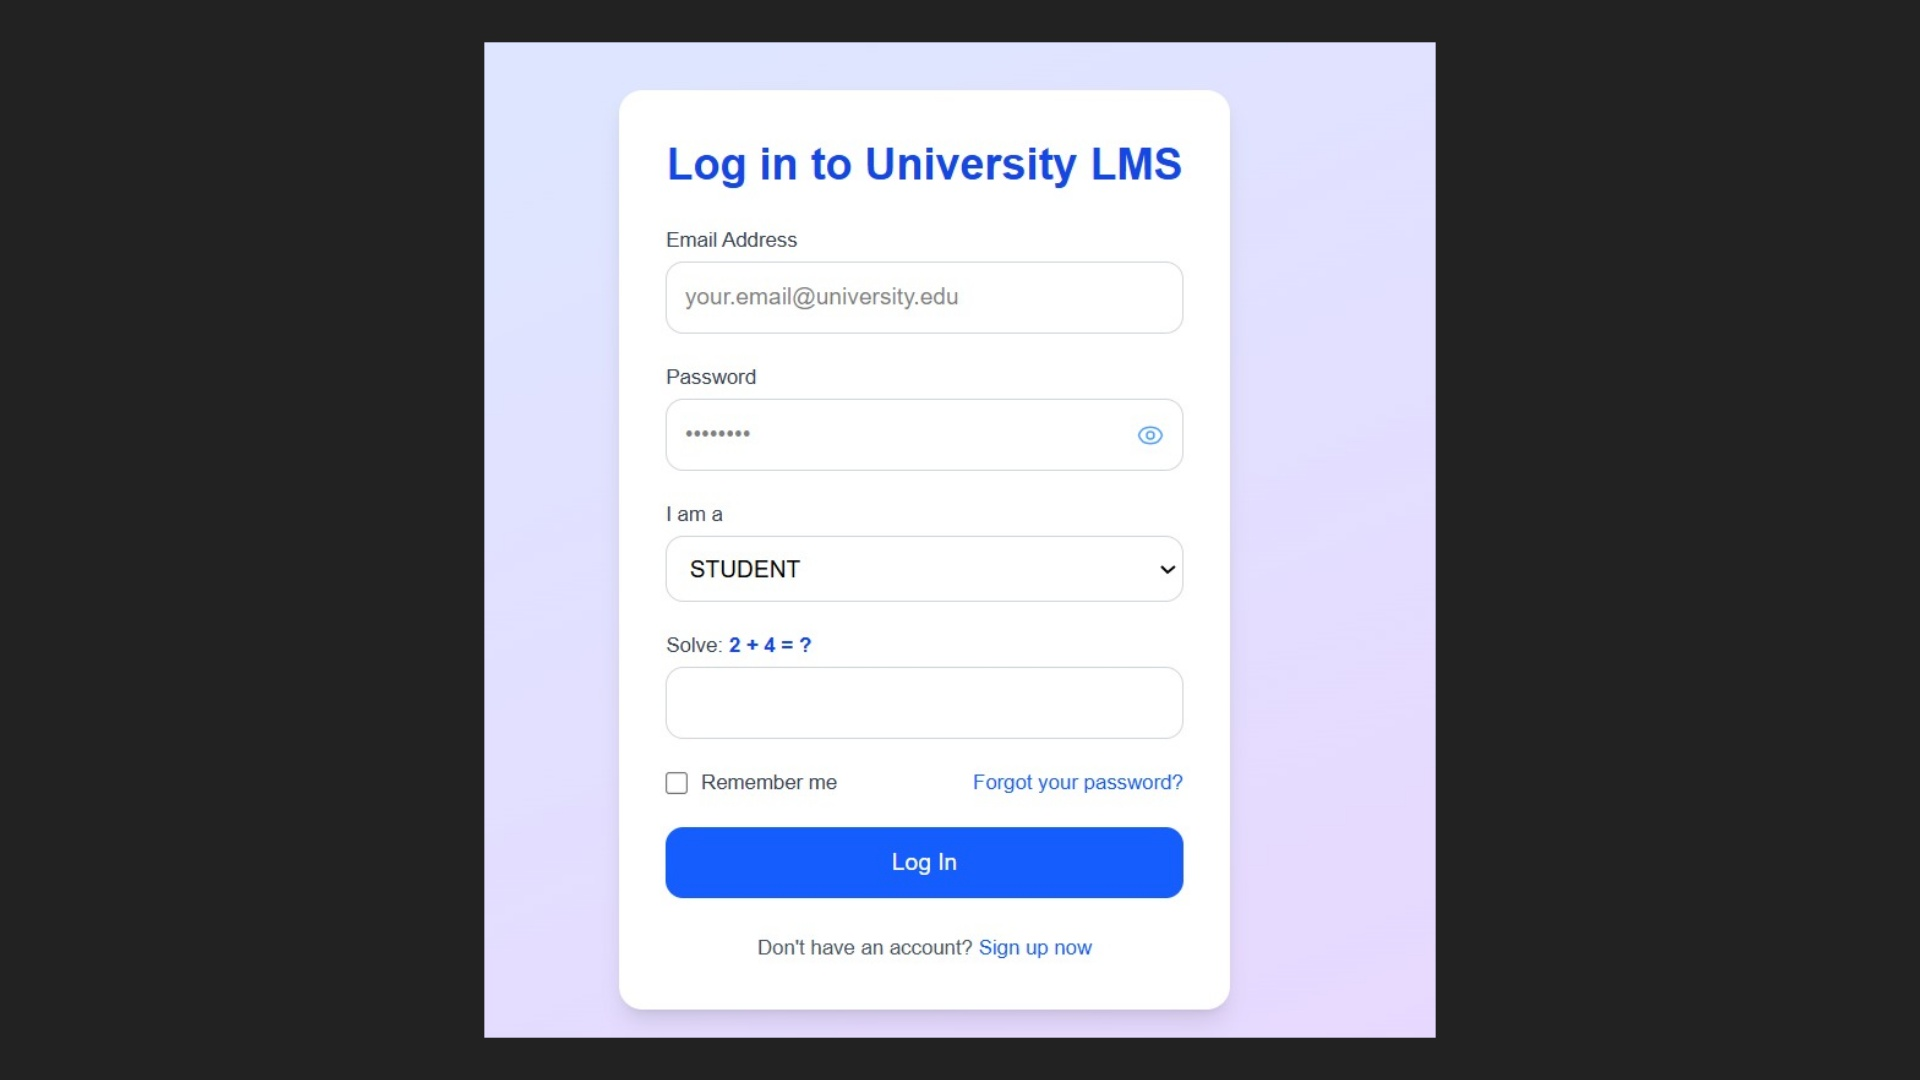 Log in to University LMS
Email Address
your.email@university.edu
Password
••••••••
I am a
STUDENT
Solve: 2 + 4 = ?
Remember me
Forgot your password?
Log In
Don't have an account? Sign up now